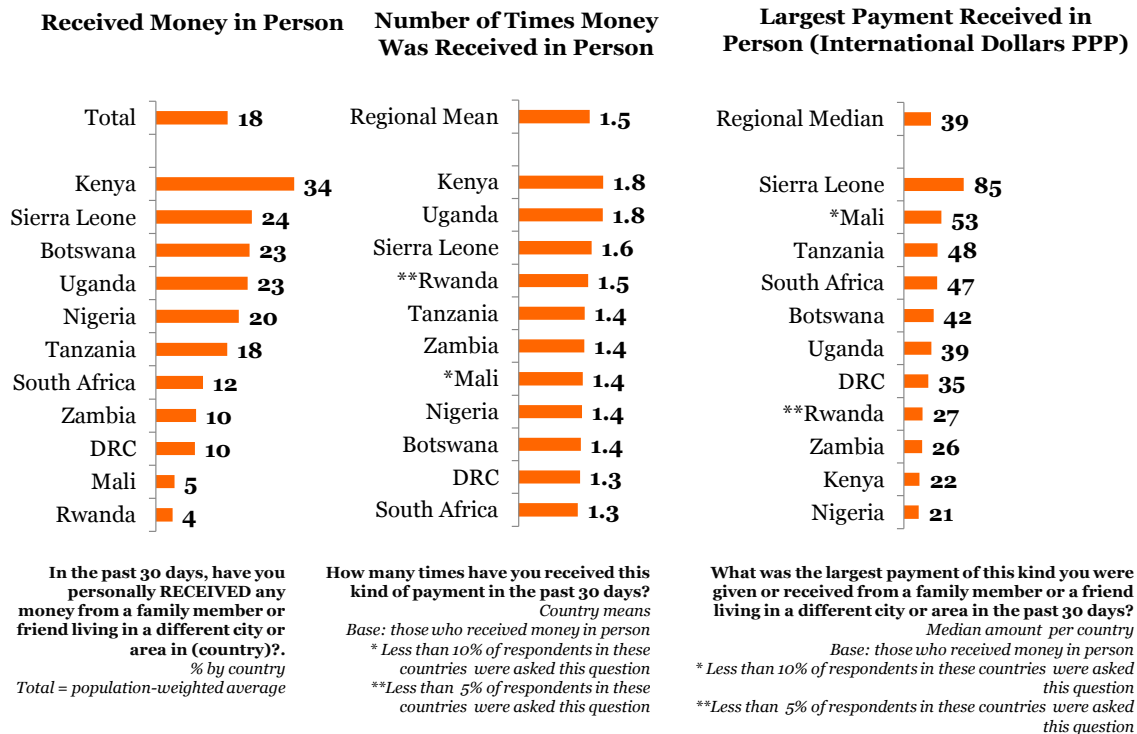 Received Money in Person
Total 18
Kenya 34
Sierra Leone 24
Botswana 23
Uganda 23
Nigeria 20
Tanzania 18
South Africa 12
Zambia 10
DRC 10
Mali 5
Rwanda 4
In the past 30 days, have you
personally RECEIVED any
money from a family member or
friend living in a different city or
area in (country)?.
% by country
Total = population-weighted average
Number of Times Money
Was Received in Person
Regional Mean 1.5
Kenya 1.8
Uganda 1.8
Sierra Leone 1.6
**Rwanda 1.5
Tanzania 1.4
Zambia 1.4
*Mali 1.4
Nigeria 1.4
Botswana 1.4
DRC 1.3
South Africa 1.3
How many times have you received this
kind of payment in the past 30 days?
Country means
Base: those who received money in person
* Less than 10% of respondents in these
countries were asked this question
**Less than 5% of respondents in these
countries were asked this question
Largest Payment Received in
Person (International Dollars PPP)
Regional Median 39
Sierra Leone 85
*Mali 53
Tanzania 48
South Africa 47
Botswana 42
Uganda 39
DRC 35
**Rwanda 27
Zambia 26
Kenya 22
Nigeria 21
What was the largest payment of this kind you were
given or received from a family member or a friend
living in a different city or area in the past 30 days?
Median amount per country
Base: those who received money in person
* Less than 10% of respondents in these countries were asked
this question
**Less than 5% of respondents in these countries were asked
this question